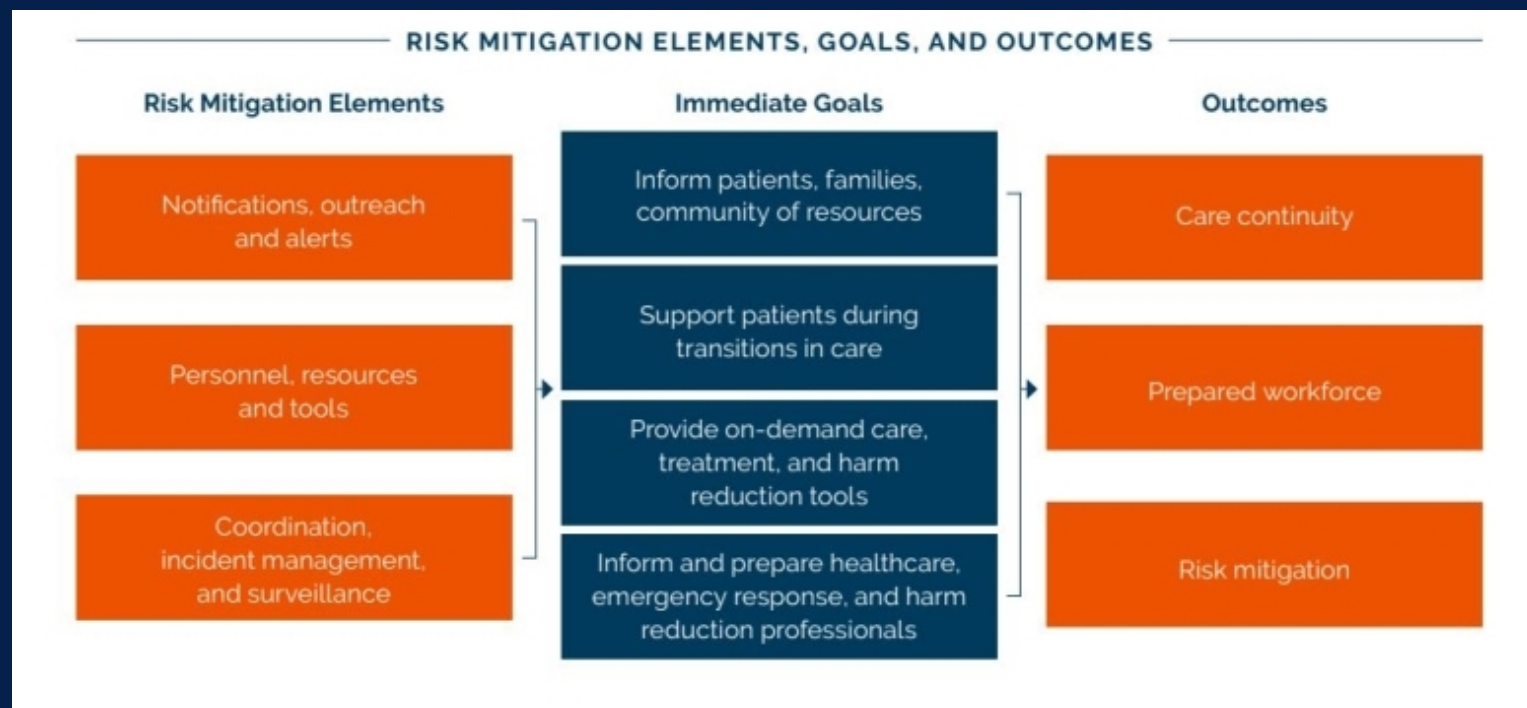 RISK MITIGATION ELEMENTS, GOALS, AND OUTCOMES
Risk Mitigation Elements
Notifications, outreach
and alerts
Personnel, resources
and tools
Coordination,
incident management,
and surveillance
Immediate Goals
Inform patients, families,
community of resources
Support patients during
transitions in care
Provide on-demand care,
treatment, and harm
reduction tools
Inform and prepare healthcare,
emergency response, and harm
reduction professionals
Outcomes
Care continuity
Prepared workforce
Risk mitigation